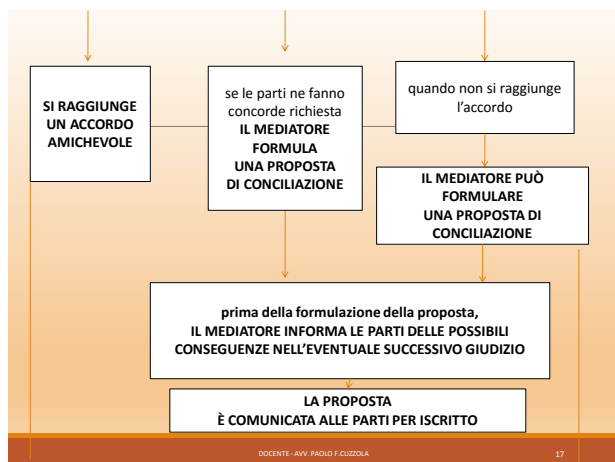 SI RAGGIUNGE
UN ACCORDO
AMICHEVOLE
se le parti ne fanno
concorde richiesta
IL MEDIATORE
FORMULA
UNA PROPOSTA
DI CONCILIAZIONE
quando non si raggiunge
l’accordo
IL MEDIATORE PUÒ
FORMULARE
UNA PROPOSTA DI
CONCILIAZIONE
prima della formulazione della proposta,
IL MEDIATORE INFORMA LE PARTI DELLE POSSIBILI
CONSEGUENZE NELL’EVENTUALE SUCCESSIVO GIUDIZIO
LA PROPOSTA
È COMUNICATA ALLE PARTI PER ISCRITTO
DOCENTE - AVV. PAOLO F.CUZZOLA
17